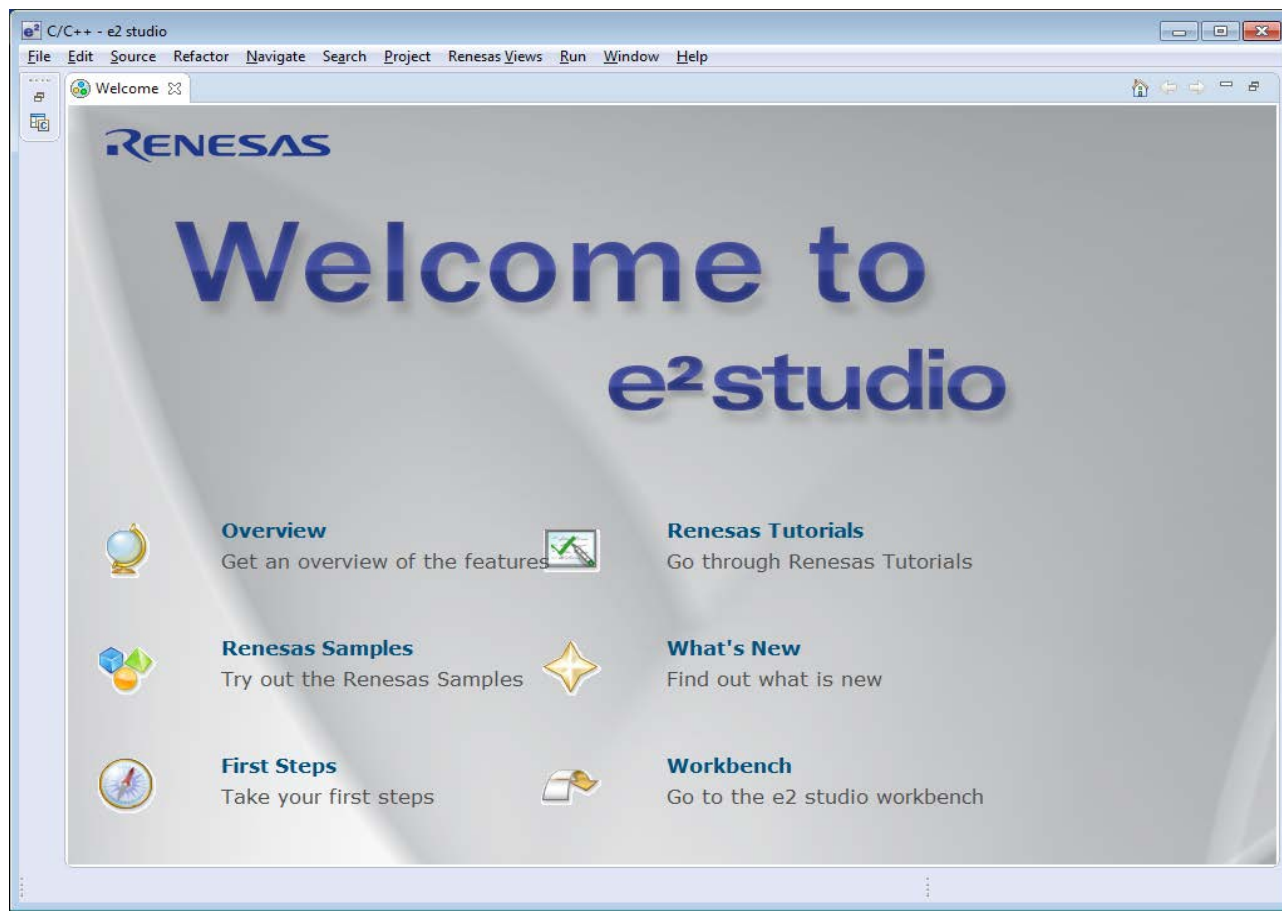 e² C/C++ - e2 studio
File Edit Source Refactor Navigate Search Project Renesas Views Run Window Help
Welcome
RENESAS
Welcome to
e² studio
Overview
Get an overview of the features
Renesas Tutorials
Go through Renesas Tutorials
Renesas Samples
Try out the Renesas Samples
What's New
Find out what is new
First Steps
Take your first steps
Workbench
Go to the e2 studio workbench